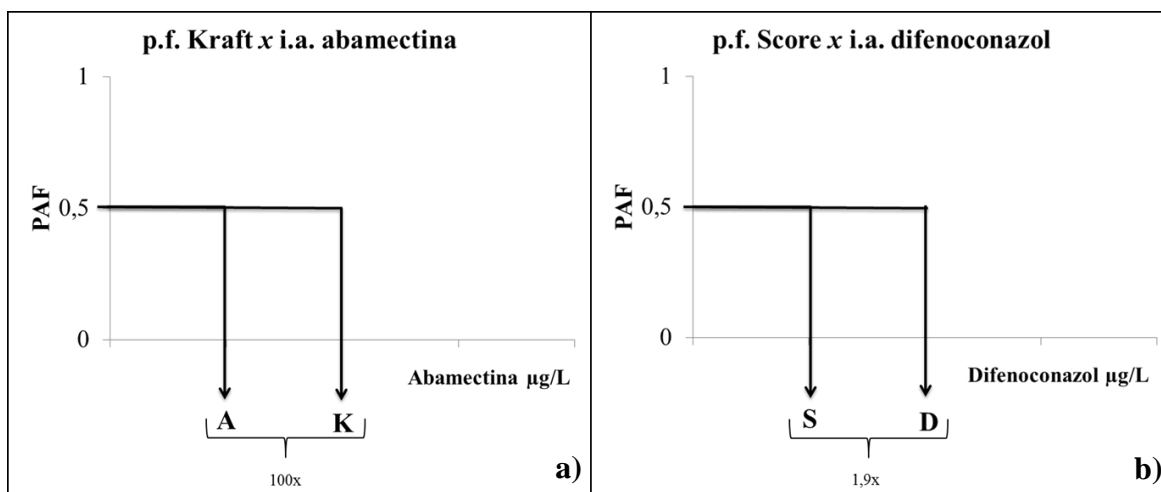 p.f. Kraft x i.a. abamectina
1
PAF
0,5
0
Abamectina µg/L
A
K
100x
a)
p.f. Score x i.a. difenoconazol
1
PAF
0,5
0
Difenoconazol µg/L
S
D
1,9x
b)